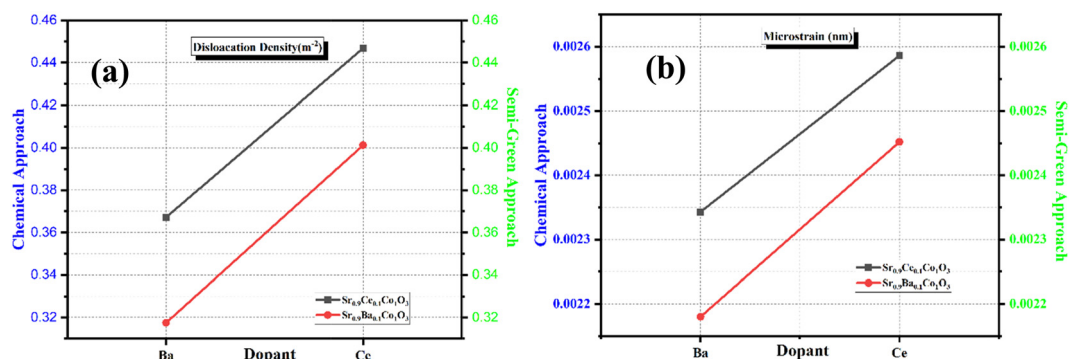 (a)
Disloacation Density(m-2)
Chemical Approach
Semi-Green Approach
0.46
0.44
0.42
0.40
0.38
0.36
0.34
0.32
0.46
0.44
0.42
0.40
0.38
0.36
0.34
0.32
Sr0.9Ce0.1Co1O3
Sr0.9Ba0.1Co1O3
Ba
Dopant
Ce
(b)
Microstrain (nm)
Chemical Approach
Semi-Green Approach
0.0026
0.0025
0.0024
0.0023
0.0022
0.0026
0.0025
0.0025
0.0024
0.0023
0.0022
Sr0.9Ce0.1Co1O3
Sr0.9Ba0.1Co1O3
Ba
Dopant
Ce